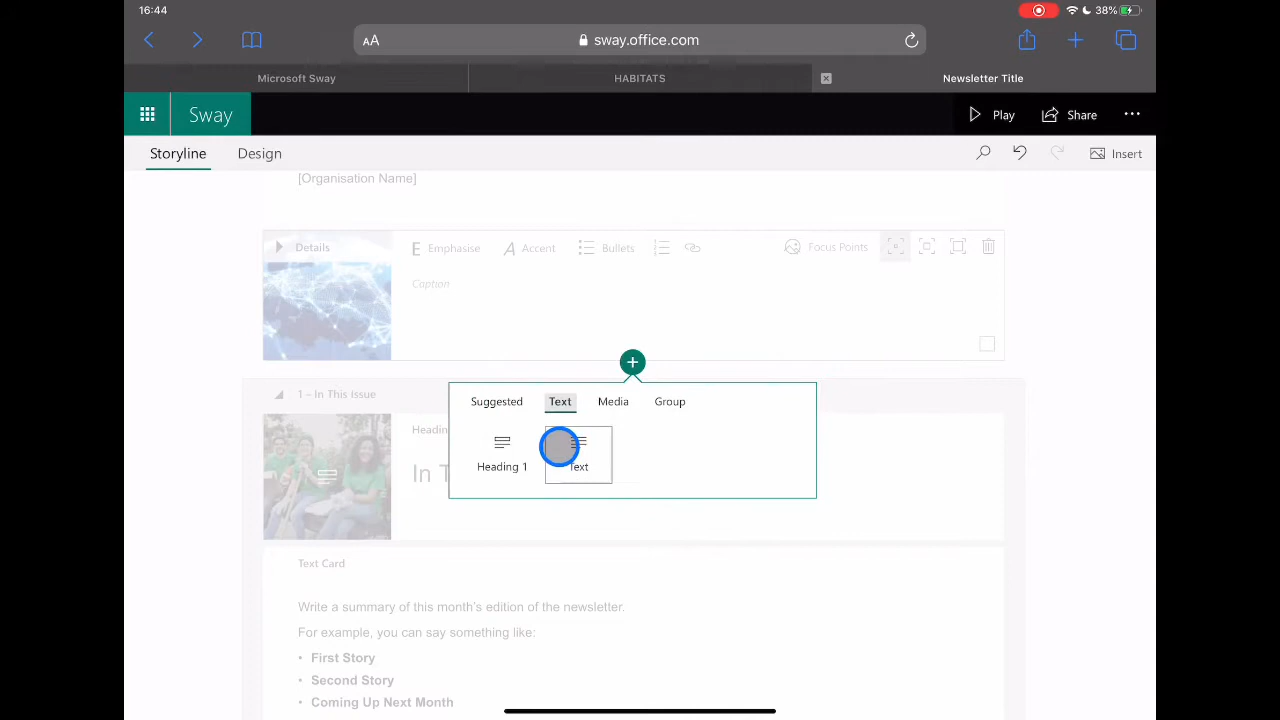 16:44
38%
AA
sway.office.com
Microsoft Sway
HABITATS
Newsletter Title
Sway
Play
Share
Storyline
Design
Insert
[Organisation Name]
Details
E Emphasise
A Accent
Bullets
Focus Points
Caption
Suggested
Text
Media
Group
1 – In This Issue
Headin
Heading 1
Text
In T
Text Card
Write a summary of this month's edition of the newsletter.
For example, you can say something like:
• First Story
• Second Story
• Coming Up Next Month